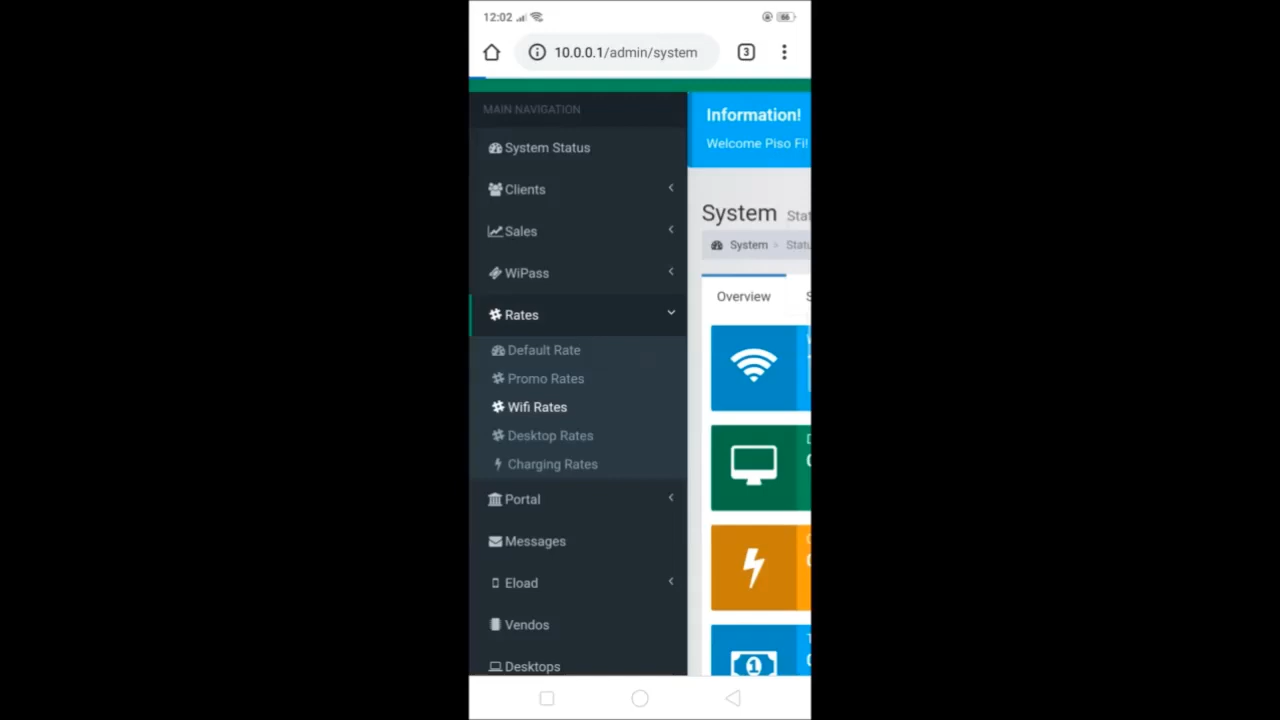 12:02
66
10.0.0.1/admin/system
3
MAIN NAVIGATION
System Status
Clients
Sales
WiPass
Rates
Default Rate
Promo Rates
Wifi Rates
Desktop Rates
Charging Rates
Portal
Messages
Eload
Vendos
Desktops
Information!
Welcome Piso Fi!
System
System >
Overview
1